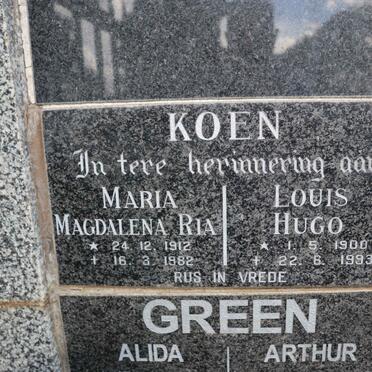 KOEN
In tere herinnering aan
MARIA MAGDALENA RIA
* 24. 12. 1912
+ 16. 3. 1982
LOUIS HUGO
* 1. 5. 1900
+ 22. 6. 1993
RUS IN VREDE
GREEN
ALIDA
ARTHUR